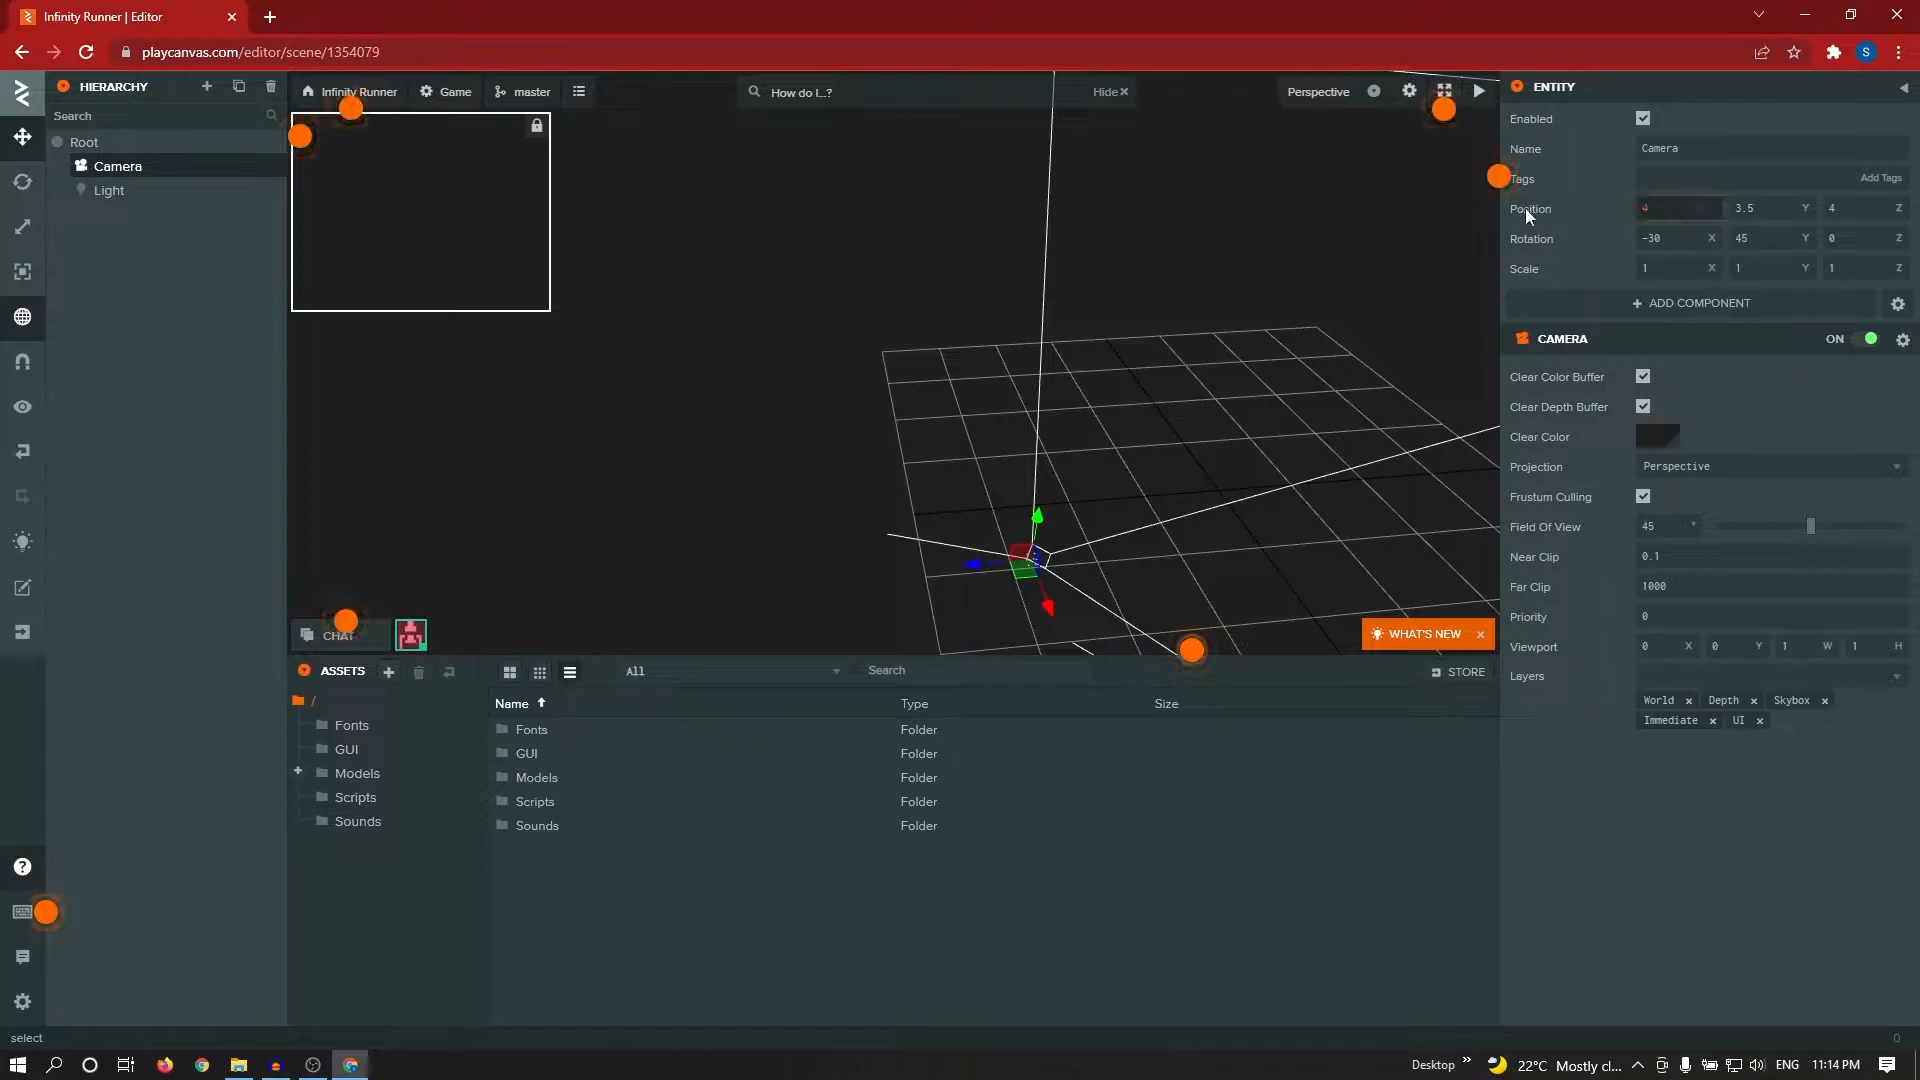 Infinity Runner | Editor
playcanvas.com/editor/scene/1354079
HIERARCHY
Infinity Runner
Game
master
How do I...?
Hide
Perspective
ENTITY
Search
Enabled
Root
Name
Camera
Camera
Tags
Add Tags
Light
Position
4
3.5 Y
4 Z
Rotation
-30 X
45 Y
0 Z
Scale
1 X
1 Y
1 Z
ADD COMPONENT
CAMERA
ON
Clear Color Buffer
Clear Depth Buffer
Clear Color
Projection
Perspective
Frustum Culling
Field Of View
45 °
Near Clip
0.1
Far Clip
1000
Priority
0
Viewport
0 X
0 Y
1 W
1 H
Layers
World
Depth
Skybox
Immediate
UI
CHAT
WHAT'S NEW
ASSETS
All
Search
STORE
/
Name
Type
Size
Fonts
GUI
Models
Scripts
Sounds
Fonts Folder
GUI Folder
Models Folder
Scripts Folder
Sounds Folder
select
0
Desktop
22°C Mostly cl...
ENG
11:14 PM